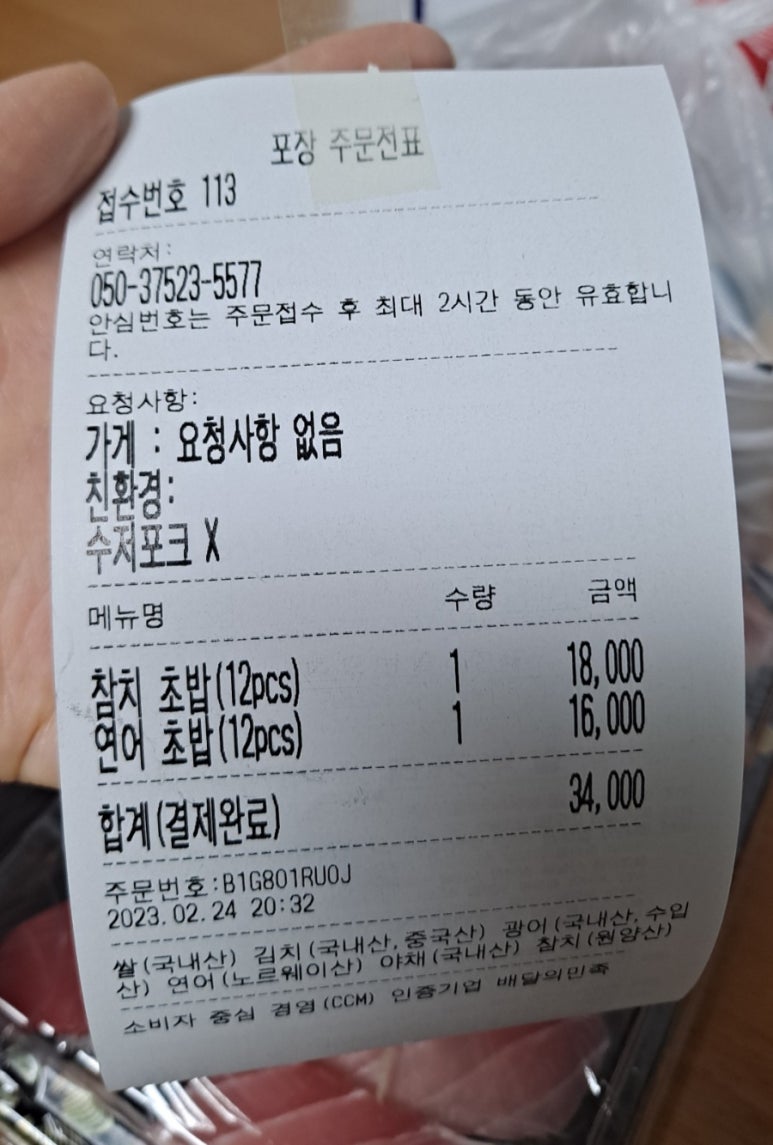 포장 주문전표
접수번호 113
연락처:
050-37523-5577
안심번호는 주문접수 후 최대 2시간 동안 유효합니
다.
요청사항:
가게 : 요청사항 없음
친환경:
수저포크 X
메뉴명 수량 금액
참치 초밥(12pcs) 1 18,000
연어 초밥(12pcs) 1 16,000
합계(결제완료) 34,000
주문번호:B1G801RU0J
2023.02.24 20:32
쌀(국내산) 김치(국내산,중국산) 광어(국내산,수입
산) 연어(노르웨이산) 야채(국내산) 참치(원양산)
소비자 중심 경영(CCM) 인증기업 배달의민족